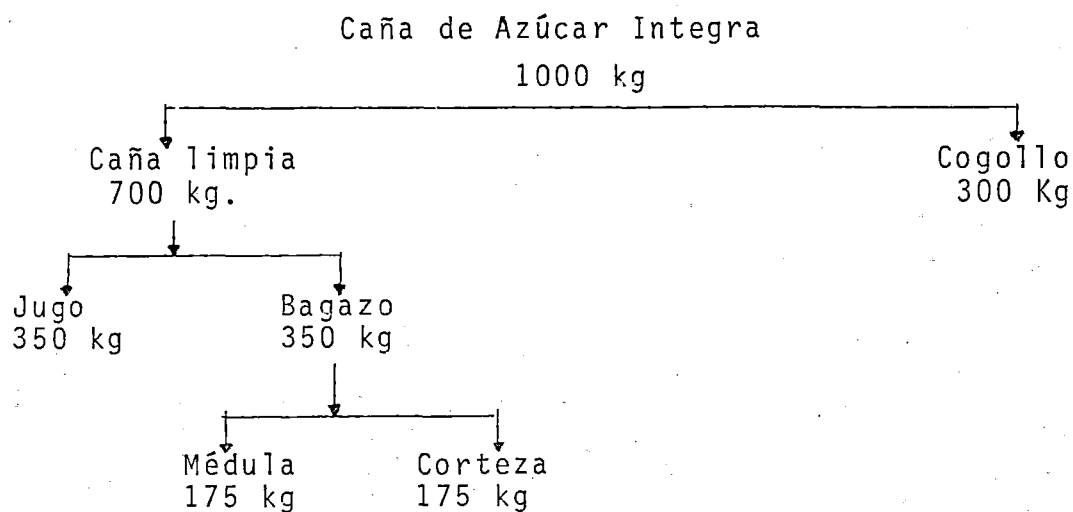 Caña de Azúcar Integra
1000 kg
Caña limpia
700 kg.
Cogollo
300 Kg
Jugo
350 kg
Bagazo
350 kg
Médula
175 kg
Corteza
175 kg